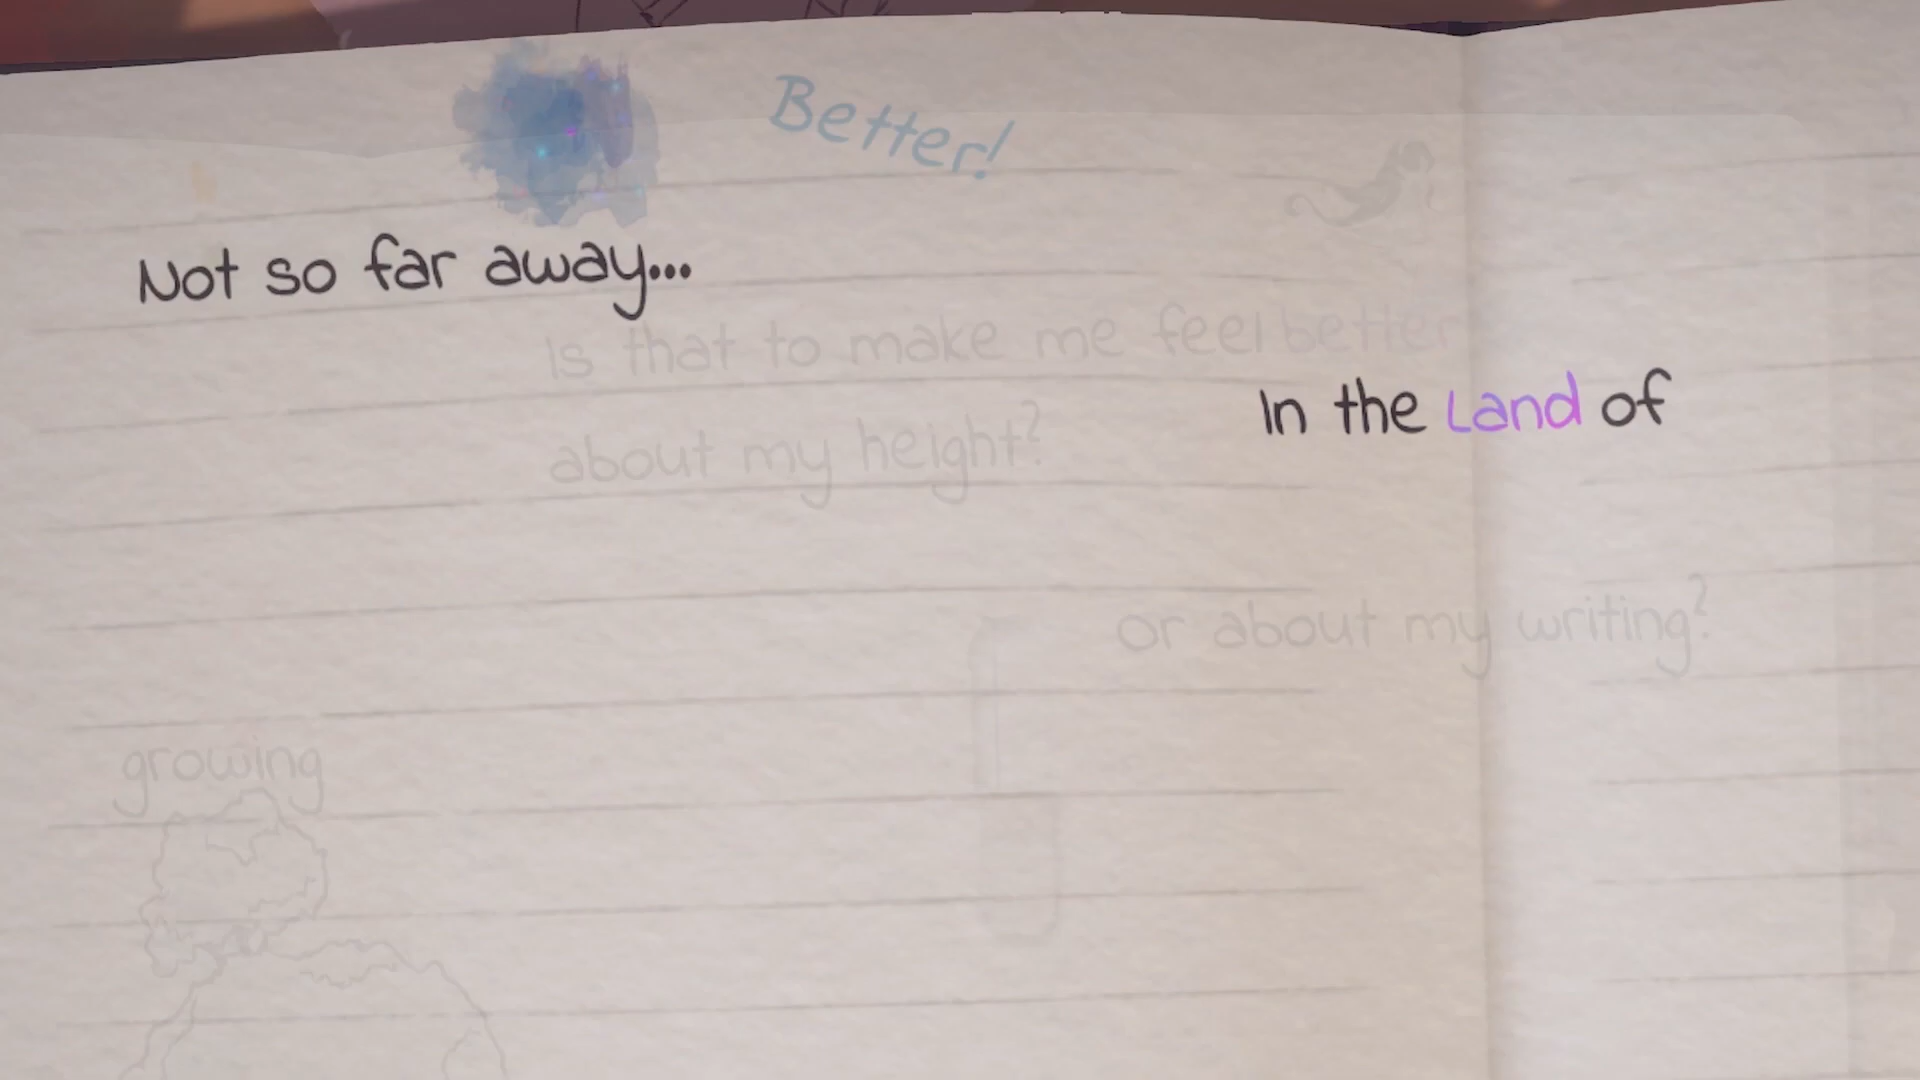 Better!
Not so far away...
is that to make me feel better
In the Land of
about my height?
or about my writing?
growing